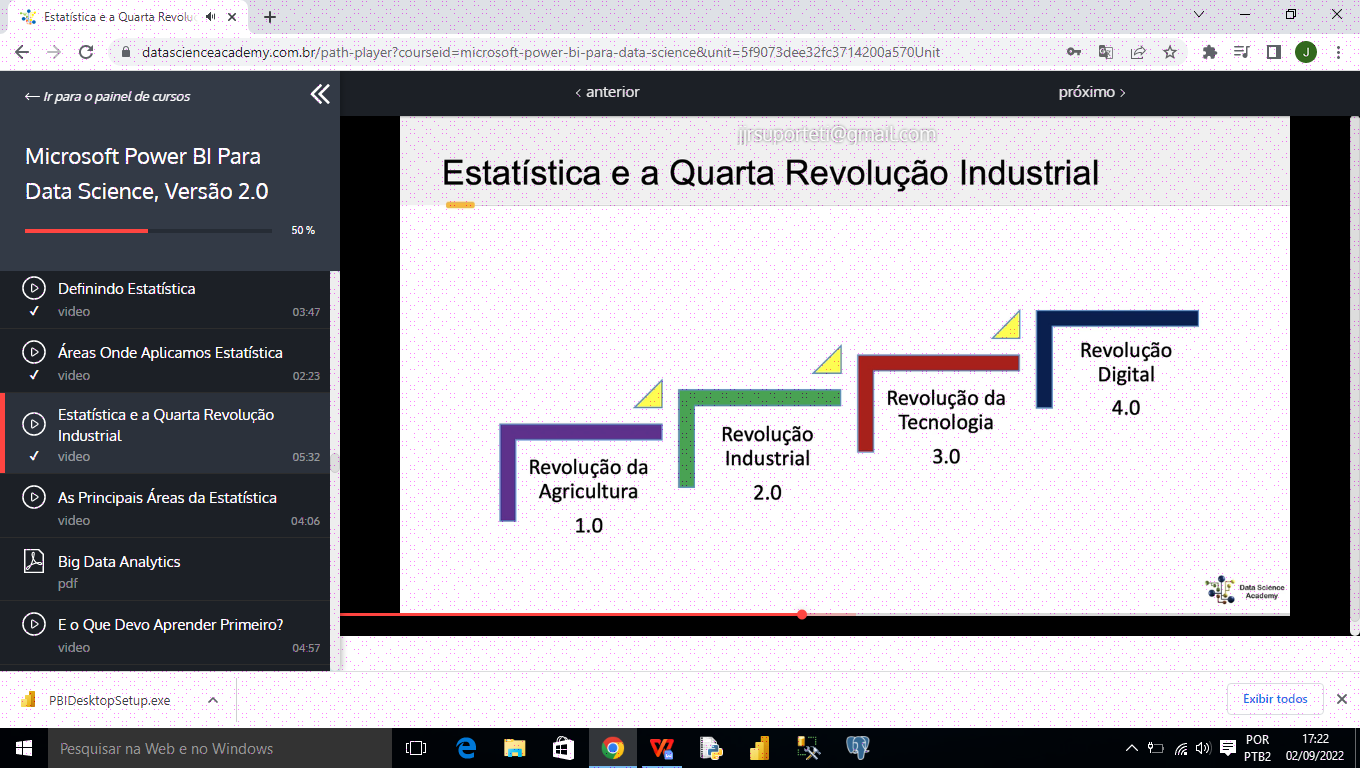 Estatística e a Quarta Revolu
datascienceacademy.com.br/path-player?courseid=microsoft-power-bi-para-data-science&unit=5f9073dee32fc3714200a570Unit
J
← Ir para o painel de cursos
‹ anterior
próximo ›
Microsoft Power BI Para
Data Science, Versão 2.0
50 %
Definindo Estatística
video
03:47
Áreas Onde Aplicamos Estatística
video
02:23
Estatística e a Quarta Revolução
Industrial
video
05:32
As Principais Áreas da Estatística
video
04:06
Big Data Analytics
pdf
E o Que Devo Aprender Primeiro?
video
04:57
jjrsuporteti@gmail.com
Estatística e a Quarta Revolução Industrial
Revolução da
Agricultura
1.0
Revolução
Industrial
2.0
Revolução da
Tecnologia
3.0
Revolução
Digital
4.0
Data Science
Academy
PBIDesktopSetup.exe
Exibir todos
Pesquisar na Web e no Windows
POR
PTB2
17:22
02/09/2022